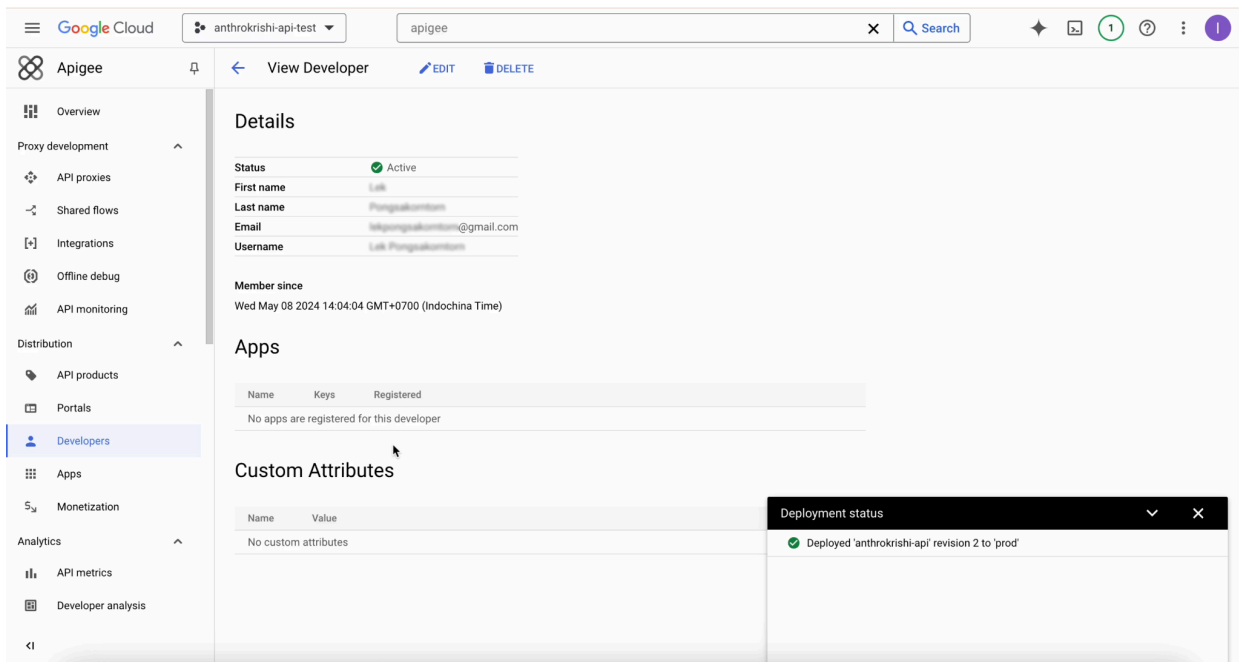 Google Cloud
anthrokrishi-api-test
apigee
Search
1
I
Apigee
View Developer
EDIT
DELETE
Overview
Proxy development
API proxies
Shared flows
Integrations
Offline debug
API monitoring
Distribution
API products
Portals
Developers
Apps
Monetization
Analytics
API metrics
Developer analysis
Details
Status Active
First name
Last name
Email @gmail.com
Username
Member since
Wed May 08 2024 14:04:04 GMT+0700 (Indochina Time)
Apps
Name Keys Registered
No apps are registered for this developer
Custom Attributes
Name Value
No custom attributes
Deployment status
Deployed 'anthrokrishi-api' revision 2 to 'prod'